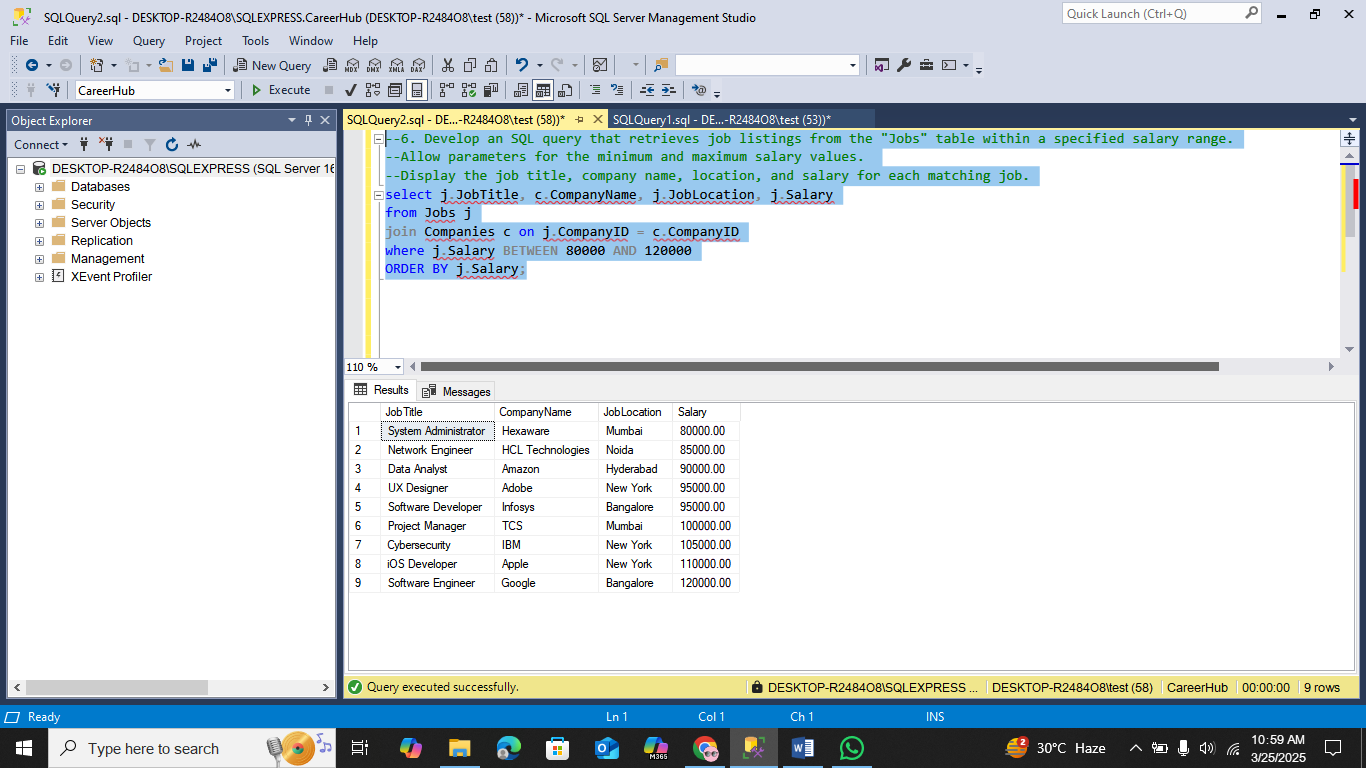 SQLQuery2.sql - DESKTOP-R2484O8\SQLEXPRESS.CareerHub (DESKTOP-R2484O8\test (58))* - Microsoft SQL Server Management Studio
Quick Launch (Ctrl+Q)
File Edit View Query Project Tools Window Help
New Query
MDX DMX XMLA DAX
CareerHub
Execute
Object Explorer
Connect
DESKTOP-R2484O8\SQLEXPRESS (SQL Server 16
Databases
Security
Server Objects
Replication
Management
XEvent Profiler
SQLQuery2.sql - DE...-R2484O8\test (58))*
SQLQuery1.sql - DE...-R2484O8\test (53))*
--6. Develop an SQL query that retrieves job listings from the "Jobs" table within a specified salary range.
--Allow parameters for the minimum and maximum salary values.
--Display the job title, company name, location, and salary for each matching job.
select j.JobTitle, c.CompanyName, j.JobLocation, j.Salary
from Jobs j
join Companies c on j.CompanyID = c.CompanyID
where j.Salary BETWEEN 80000 AND 120000
ORDER BY j.Salary;
110 %
Results Messages
JobTitle CompanyName JobLocation Salary
1 System Administrator Hexaware Mumbai 80000.00
2 Network Engineer HCL Technologies Noida 85000.00
3 Data Analyst Amazon Hyderabad 90000.00
4 UX Designer Adobe New York 95000.00
5 Software Developer Infosys Bangalore 95000.00
6 Project Manager TCS Mumbai 100000.00
7 Cybersecurity IBM New York 105000.00
8 iOS Developer Apple New York 110000.00
9 Software Engineer Google Bangalore 120000.00
Query executed successfully.
DESKTOP-R2484O8\SQLEXPRESS ... DESKTOP-R2484O8\test (58) CareerHub 00:00:00 9 rows
Ready
Ln 1 Col 1 Ch 1 INS
Type here to search
M365
2
30°C Haze
10:59 AM
3/25/2025